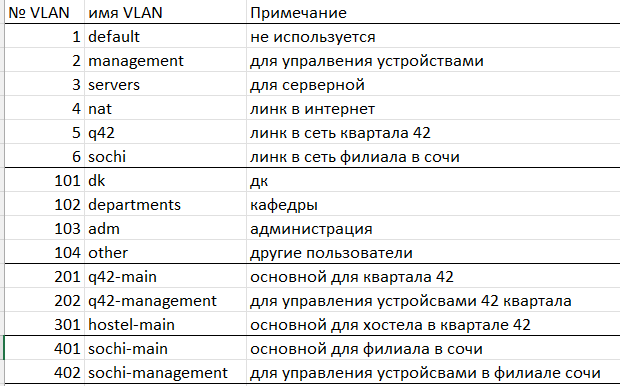 № VLAN имя VLAN Примечание
1 default не используется
2 management для упралвения устройствами
3 servers для серверной
4 nat линк в интернет
5 q42 линк в сеть квартала 42
6 sochi линк в сеть филиала в сочи
101 dk дк
102 departments кафедры
103 adm администрация
104 other другие пользователи
201 q42-main основной для квартала 42
202 q42-management для управления устройсвами 42 квартала
301 hostel-main основной для хостела в квартале 42
401 sochi-main основной для филиала в сочи
402 sochi-management для управления устройсвами в филиале сочи